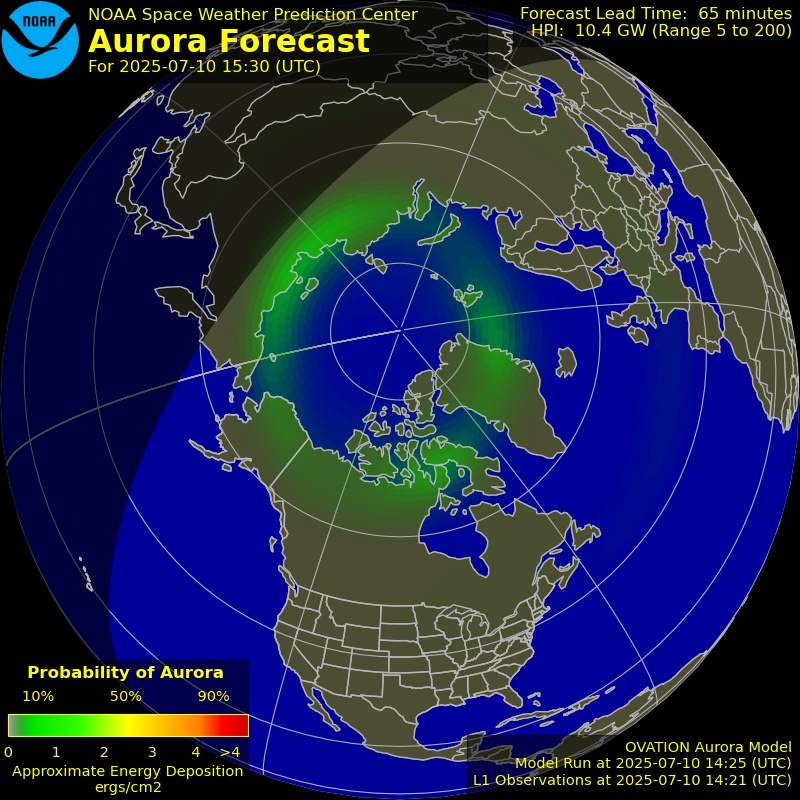 NOAA
NOAA Space Weather Prediction Center
Aurora Forecast
For 2025-07-10 15:30 (UTC)
Forecast Lead Time: 65 minutes
HPI: 10.4 GW (Range 5 to 200)
Probability of Aurora
10% 50% 90%
0 1 2 3 4 >4
Approximate Energy Deposition
ergs/cm2
OVATION Aurora Model
Model Run at 2025-07-10 14:25 (UTC)
L1 Observations at 2025-07-10 14:21 (UTC)